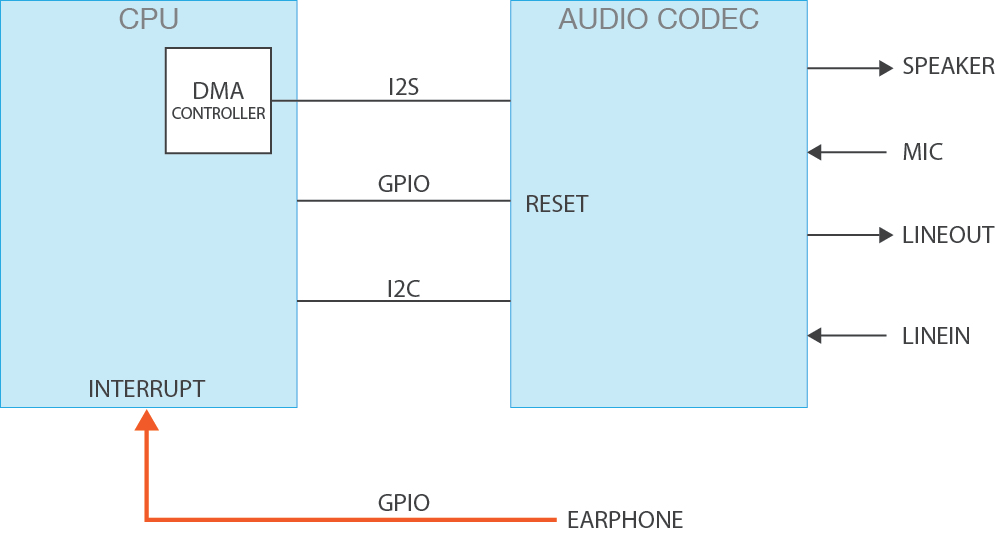 CPU
AUDIO CODEC
DMA
CONTROLLER
I2S
SPEAKER
MIC
GPIO
RESET
LINEOUT
I2C
LINEIN
INTERRUPT
GPIO
EARPHONE